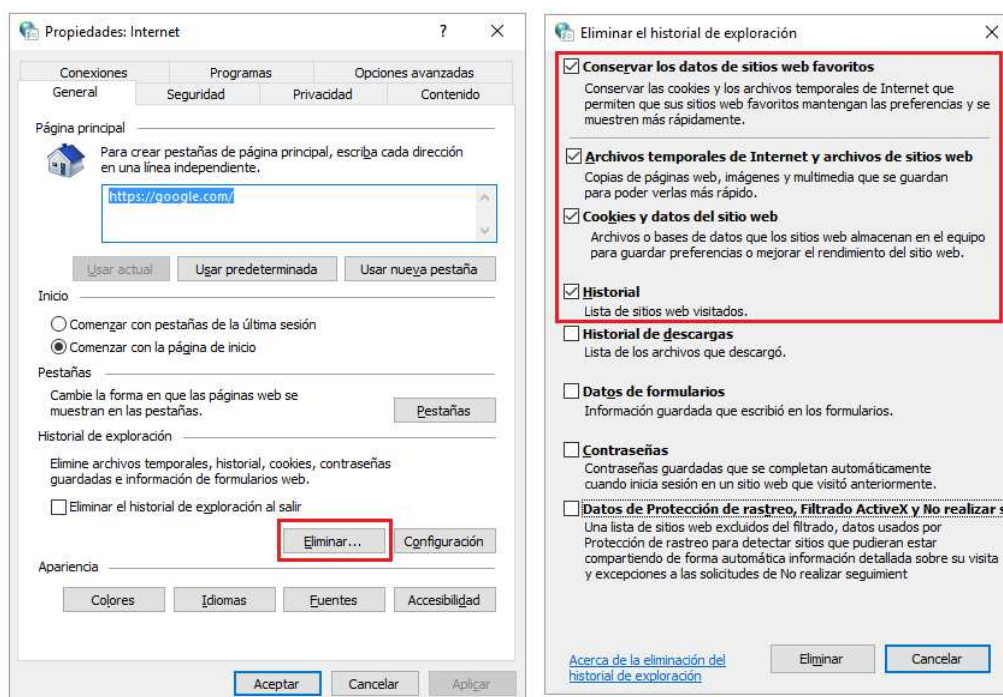 Propiedades: Internet
Conexiones Programas Opciones avanzadas
General Seguridad Privacidad Contenido
Página principal
Para crear pestañas de página principal, escriba cada dirección
en una línea independiente.
https://google.com/
Usar actual Usar predeterminada Usar nueva pestaña
Inicio
Comenzar con pestañas de la última sesión
Comenzar con la página de inicio
Pestañas
Cambie la forma en que las páginas web se
muestran en las pestañas.
Pestañas
Historial de exploración
Elimine archivos temporales, historial, cookies, contraseñas
guardadas e información de formularios web.
Eliminar el historial de exploración al salir
Eliminar... Configuración
Apariencia
Colores Idiomas Fuentes Accesibilidad
Aceptar Cancelar Aplicar
Eliminar el historial de exploración
Conservar los datos de sitios web favoritos
Conservar las cookies y los archivos temporales de Internet que
permiten que sus sitios web favoritos mantengan las preferencias y se
muestren más rápidamente.
Archivos temporales de Internet y archivos de sitios web
Copias de páginas web, imágenes y multimedia que se guardan
para poder verlas más rápido.
Cookies y datos del sitio web
Archivos o bases de datos que los sitios web almacenan en el equipo
para guardar preferencias o mejorar el rendimiento del sitio web.
Historial
Lista de sitios web visitados.
Historial de descargas
Lista de los archivos que descargó.
Datos de formularios
Información guardada que escribió en los formularios.
Contraseñas
Contraseñas guardadas que se completan automáticamente
cuando inicia sesión en un sitio web que visitó anteriormente.
Datos de Protección de rastreo, Filtrado ActiveX y No realizar s
Una lista de sitios web excluidos del filtrado, datos usados por
Protección de rastreo para detectar sitios que pudieran estar
compartiendo de forma automática información detallada sobre su visita
y excepciones a las solicitudes de No realizar seguimient
Acerca de la eliminación del
historial de exploración
Eliminar Cancelar